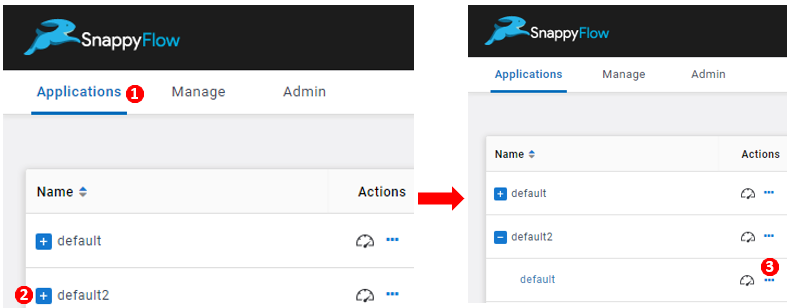 SnappyFlow
Applications 1 Manage Admin
Name Actions
default
2 default2
SnappyFlow
Applications Manage Admin
Name Actions
default
default2
3
default